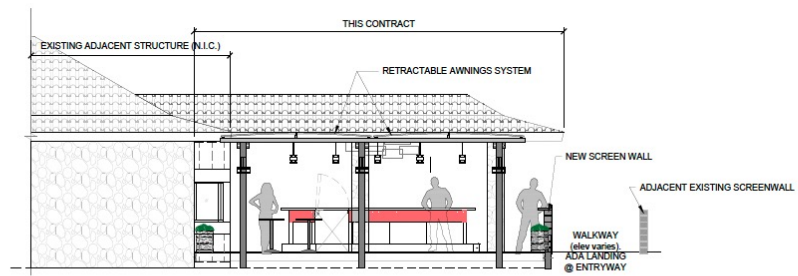 THIS CONTRACT
EXISTING ADJACENT STRUCTURE (N.I.C.)
RETRACTABLE AWNINGS SYSTEM
NEW SCREEN WALL
ADJACENT EXISTING SCREENWALL
WALKWAY
(elev varies).
ADA LANDING
@ ENTRYWAY